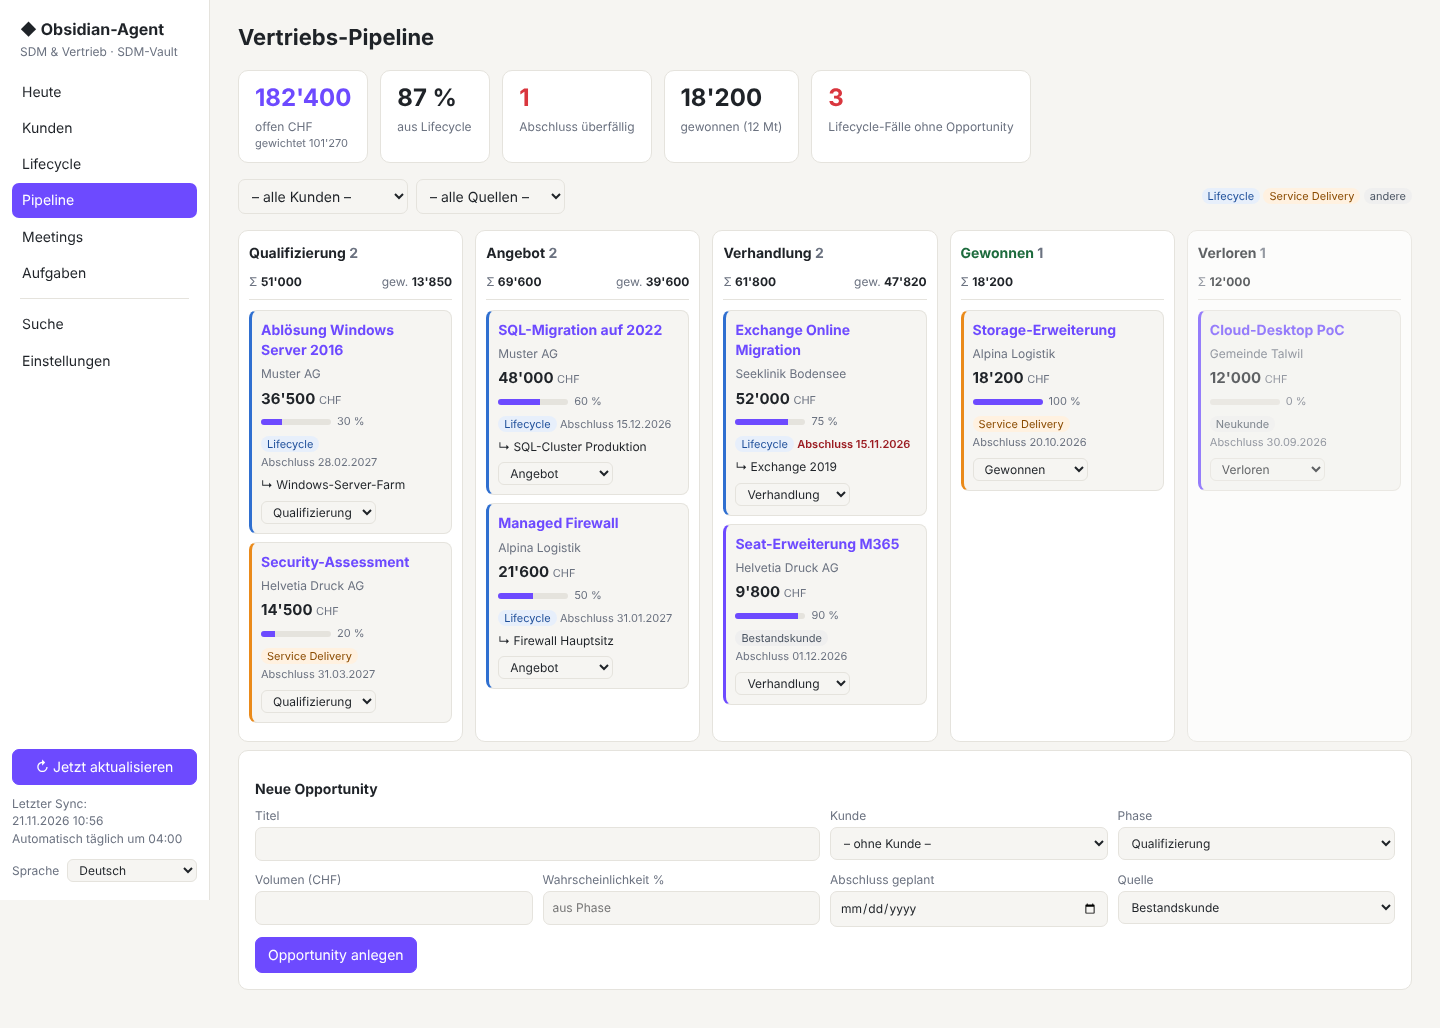 ◆ Obsidian-Agent
SDM & Vertrieb · SDM-Vault
Heute
Kunden
Lifecycle
Pipeline
Meetings
Aufgaben
Suche
Einstellungen
↻ Jetzt aktualisieren
Letzter Sync:
21.11.2026 10:56
Automatisch täglich um 04:00
Sprache Deutsch
Vertriebs-Pipeline
182'400
offen CHF
gewichtet 101'270
87 %
aus Lifecycle
1
Abschluss überfällig
18'200
gewonnen (12 Mt)
3
Lifecycle-Fälle ohne Opportunity
– alle Kunden –
– alle Quellen –
Lifecycle Service Delivery andere
Qualifizierung 2
Σ 51'000 gew. 13'850
Ablösung Windows
Server 2016
Muster AG
36'500 CHF
30 %
Lifecycle
Abschluss 28.02.2027
↳ Windows-Server-Farm
Qualifizierung
Security-Assessment
Helvetia Druck AG
14'500 CHF
20 %
Service Delivery
Abschluss 31.03.2027
Qualifizierung
Angebot 2
Σ 69'600 gew. 39'600
SQL-Migration auf 2022
Muster AG
48'000 CHF
60 %
Lifecycle Abschluss 15.12.2026
↳ SQL-Cluster Produktion
Angebot
Managed Firewall
Alpina Logistik
21'600 CHF
50 %
Lifecycle Abschluss 31.01.2027
↳ Firewall Hauptsitz
Angebot
Verhandlung 2
Σ 61'800 gew. 47'820
Exchange Online
Migration
Seeklinik Bodensee
52'000 CHF
75 %
Lifecycle Abschluss 15.11.2026
↳ Exchange 2019
Verhandlung
Seat-Erweiterung M365
Helvetia Druck AG
9'800 CHF
90 %
Bestandskunde
Abschluss 01.12.2026
Verhandlung
Gewonnen 1
Σ 18'200
Storage-Erweiterung
Alpina Logistik
18'200 CHF
100 %
Service Delivery
Abschluss 20.10.2026
Gewonnen
Verloren 1
Σ 12'000
Cloud-Desktop PoC
Gemeinde Talwil
12'000 CHF
0 %
Neukunde
Abschluss 30.09.2026
Verloren
Neue Opportunity
Titel
Kunde
– ohne Kunde –
Phase
Qualifizierung
Volumen (CHF)
Wahrscheinlichkeit %
aus Phase
Abschluss geplant
mm/dd/yyyy
Quelle
Bestandskunde
Opportunity anlegen